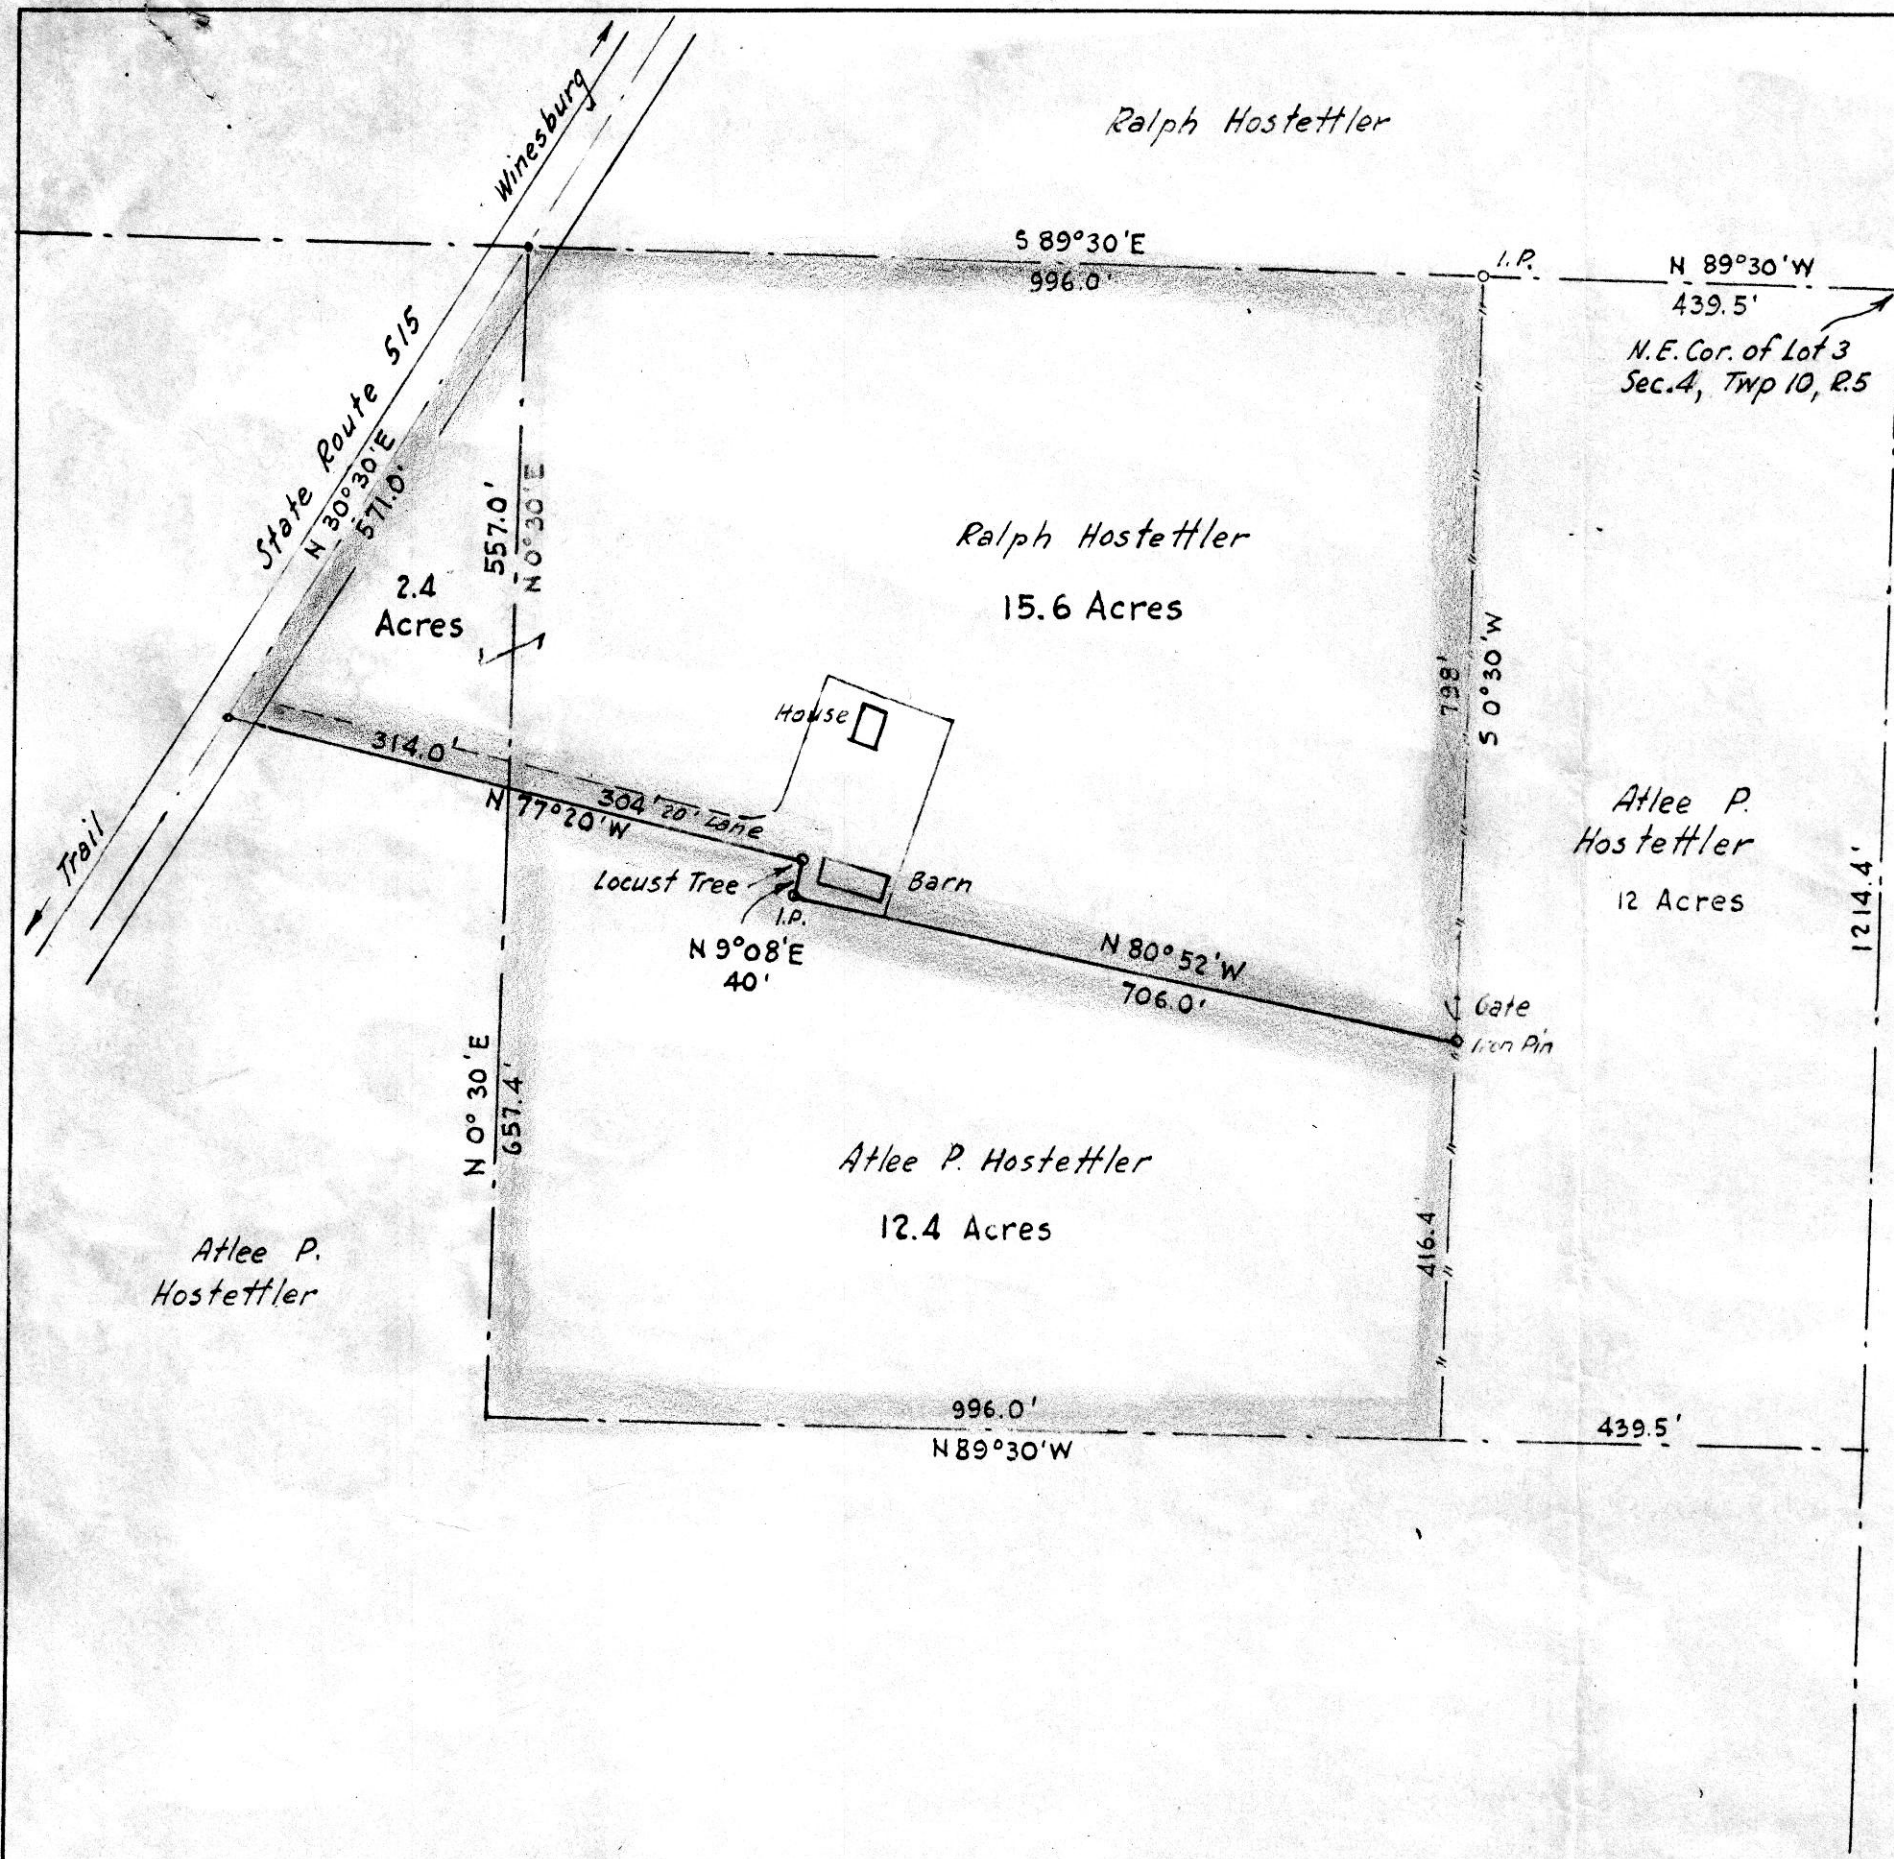 Winesburg
Ralph Hostettler
S 89°30'E
996.0'
I.P.
N 89°30'W
439.5'
N.E. Cor. of Lot 3
Sec. 4, Twp 10, R.5
State Route 515
N 30°30'E
571.0'
557.0'
N 0°30'E
2.4
Acres
Ralph Hostettler
15.6 Acres
798'
S 0°30'W
House
314.0'
304'
20' Lane
N 77°20'W
Trail
Locust Tree
Barn
I.P.
N 9°08'E
40'
N 80°52'W
706.0'
Atlee P.
Hostettler
12 Acres
1214.4'
Gate
Iron Pin
N 0°30'E
657.4'
Atlee P. Hostettler
12.4 Acres
416.4'
Atlee P.
Hostettler
996.0'
N 89°30'W
439.5'